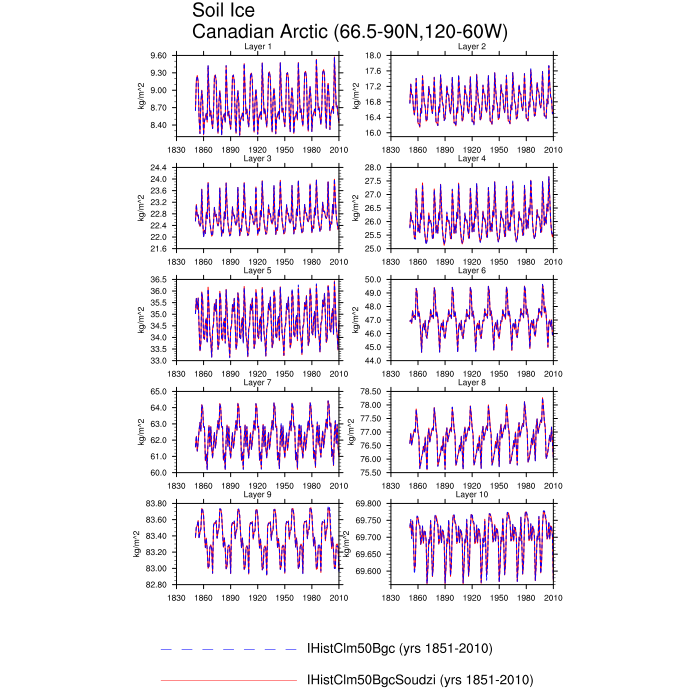 Soil Ice
Canadian Arctic (66.5-90N,120-60W)
Layer 1
Layer 2
9.60
9.30
9.00
8.70
8.40
kg/m^2
1830 1860 1890 1920 1950 1980 2010
18.0
17.6
17.2
16.8
16.4
16.0
kg/m^2
1830 1860 1890 1920 1950 1980 2010
Layer 3
Layer 4
24.4
23.8
23.2
22.6
22.2
22.0
21.6
kg/m^2
1830 1860 1890 1920 1950 1980 2010
28.0
27.5
27.0
26.5
26.0
25.5
25.0
kg/m^2
1830 1860 1890 1920 1950 1980 2010
Layer 5
Layer 6
36.5
36.0
35.5
35.0
34.5
34.0
33.5
33.0
kg/m^2
1830 1860 1890 1920 1950 1980 2010
50.0
49.0
48.0
47.0
46.0
45.0
44.0
kg/m^2
1830 1860 1890 1920 1950 1980 2010
Layer 7
Layer 8
65.0
64.0
63.0
62.0
61.0
60.0
kg/m^2
1830 1860 1890 1920 1950 1980 2010
78.50
78.00
77.50
77.00
76.50
76.00
75.50
kg/m^2
1830 1860 1890 1920 1950 1980 2010
Layer 9
Layer 10
83.80
83.60
83.40
83.20
83.00
82.80
kg/m^2
1830 1860 1890 1920 1950 1980 2010
69.800
69.750
69.700
69.650
69.600
kg/m^2
1830 1860 1890 1920 1950 1980 2010
IHistClm50Bgc (yrs 1851-2010)
IHistClm50BgcSoudzi (yrs 1851-2010)